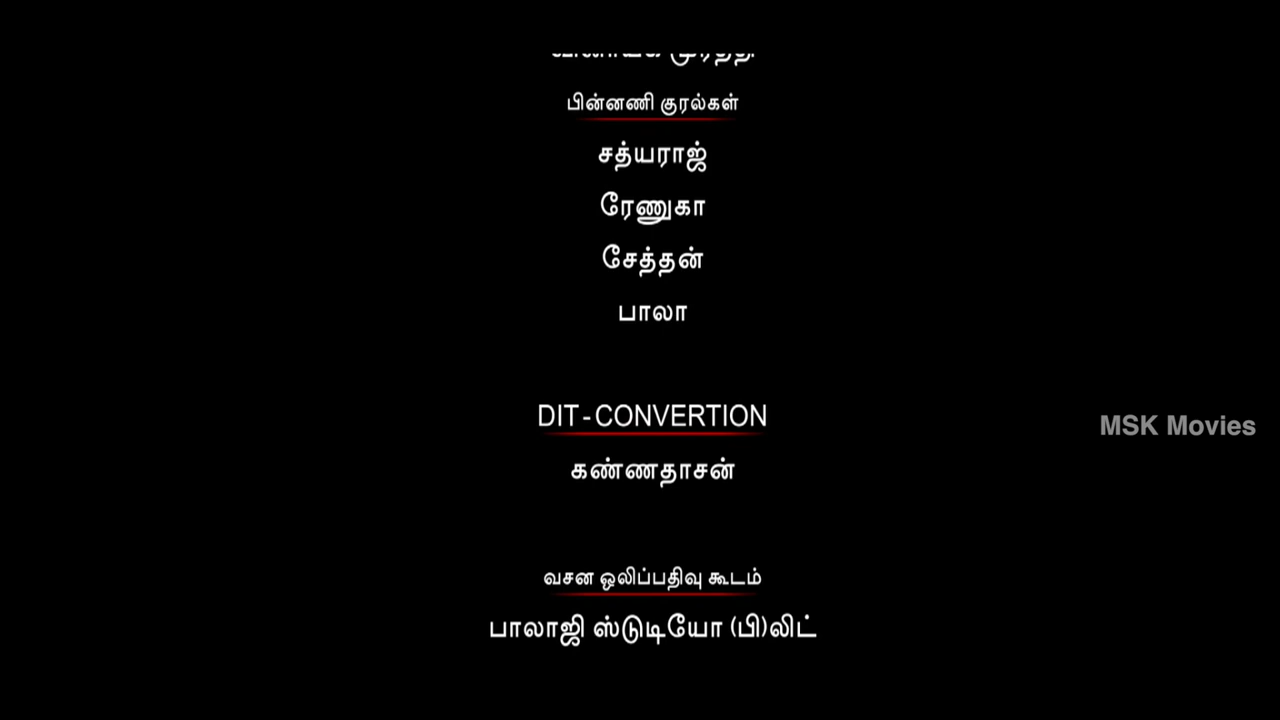 பின்னணி குரல்கள்
சத்யராஜ்
ரேணுகா
சேத்தன்
பாலா
DIT - CONVERTION
MSK Movies
கண்ணதாசன்
வசன ஒலிப்பதிவு கூடம்
பாலாஜி ஸ்டுடியோ (பி)லிட்